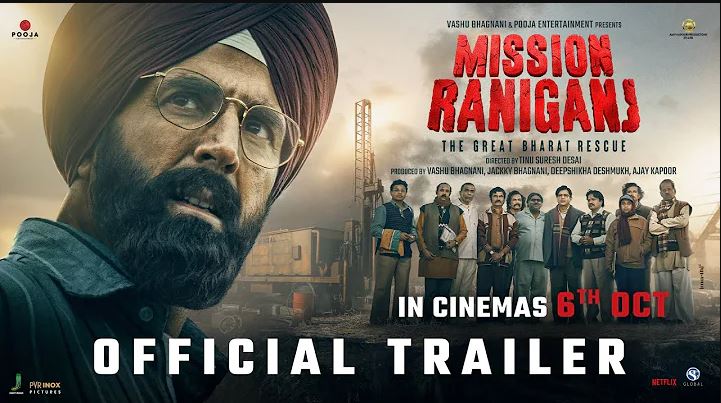 POOJA
VASHU BHAGNANI & POOJA ENTERTAINMENT PRESENTS
MISSION
RANIGANJ
THE GREAT BHARAT RESCUE
DIRECTED BY TINU SURESH DESAI
PRODUCED BY VASHU BHAGNANI, JACKKY BHAGNANI, DEEPSHIKHA DESHMUKH, AJAY KAPOOR
IN CINEMAS 6TH OCT
OFFICIAL TRAILER
PVR INOX
PICTURES
NETFLIX
GLOBAL